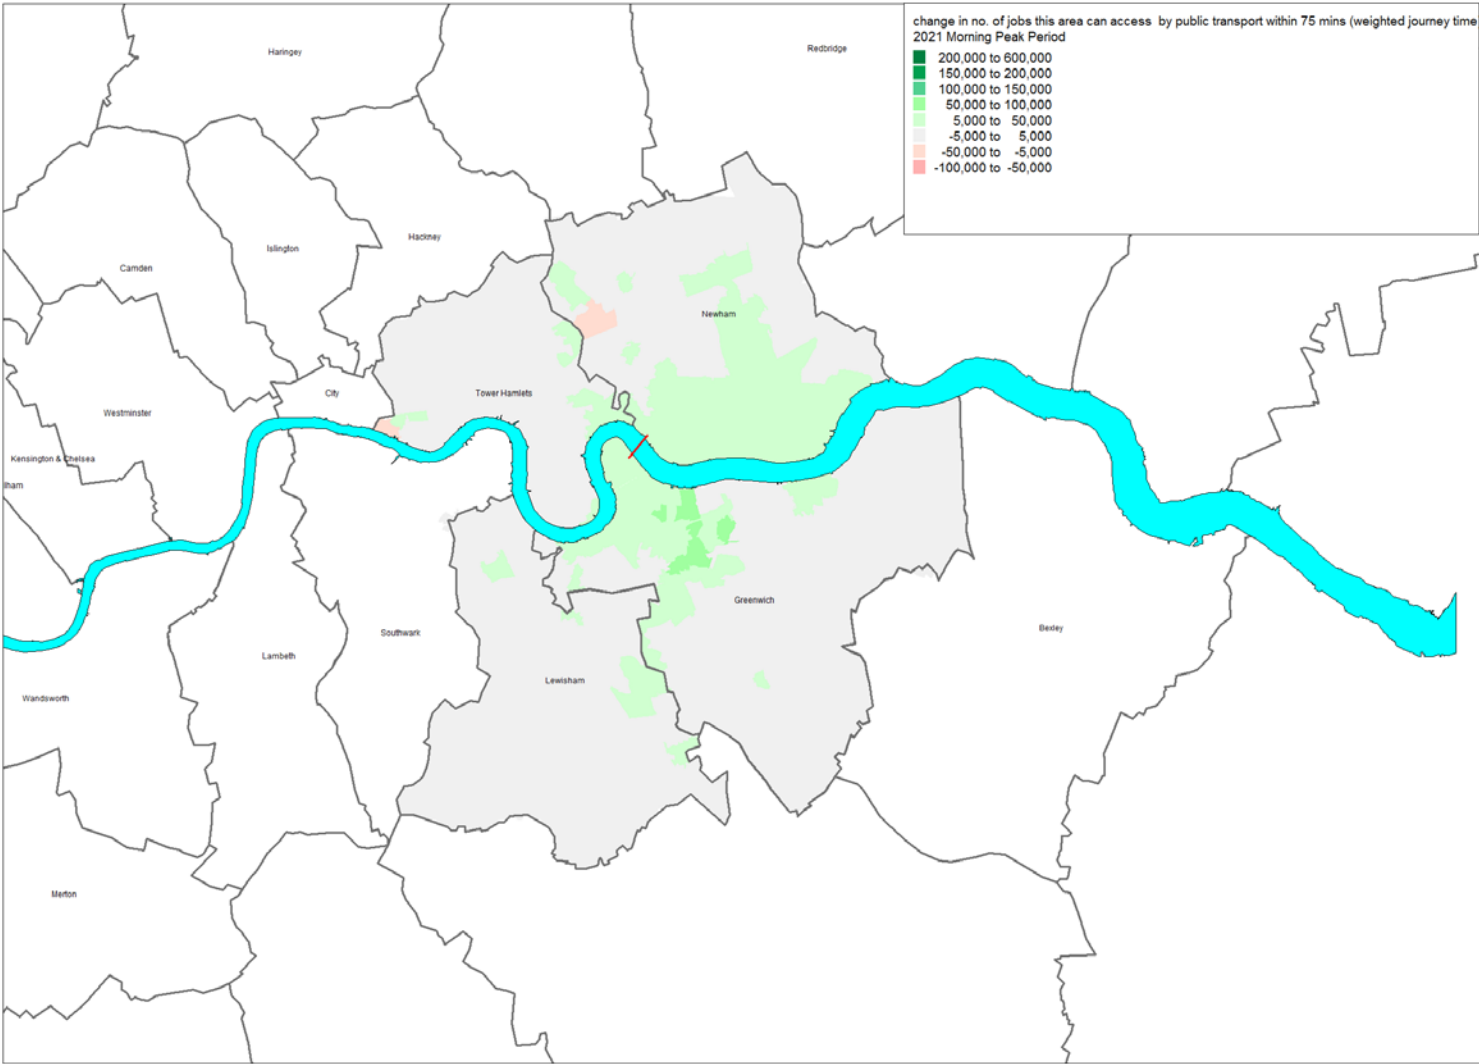 change in no. of jobs this area can access by public transport within 75 mins (weighted journey time
2021 Morning Peak Period
200,000 to 600,000
150,000 to 200,000
100,000 to 150,000
50,000 to 100,000
5,000 to 50,000
-5,000 to 5,000
-50,000 to -5,000
-100,000 to -50,000
Haringey
Redbridge
Hackney
Islington
Camden
Newham
City
Tower Hamlets
Westminster
Kensington & Chelsea
lham
Greenwich
Bexley
Southwark
Lambeth
Lewisham
Wandsworth
Merton